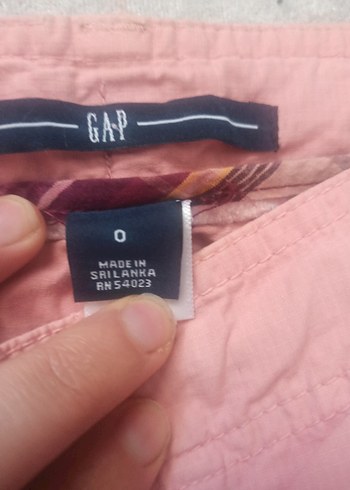 GAP
0
MADE IN
SRI LANKA
RN 54023